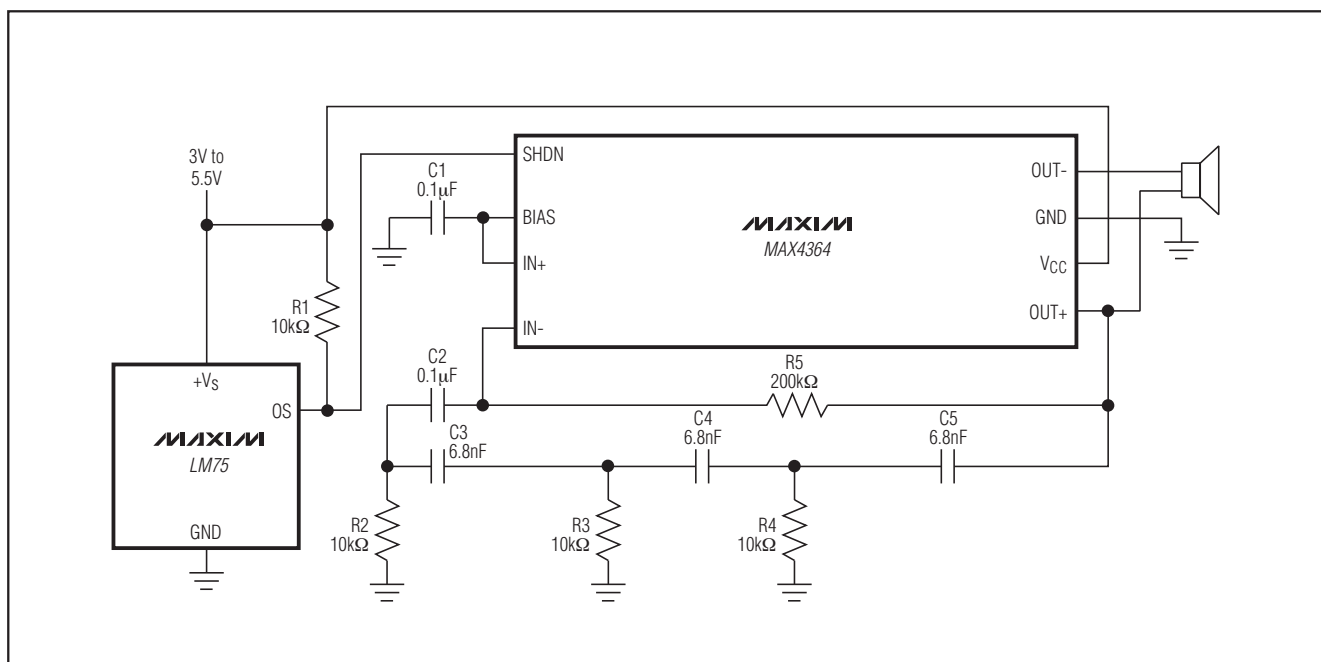 3V to
5.5V
R1
10kΩ
+VS
OS
MAXIM
LM75
GND
C1
0.1μF
SHDN
BIAS
IN+
IN-
MAXIM
MAX4364
OUT-
GND
VCC
OUT+
C2
0.1μF
R5
200kΩ
C3
6.8nF
C4
6.8nF
C5
6.8nF
R2
10kΩ
R3
10kΩ
R4
10kΩ